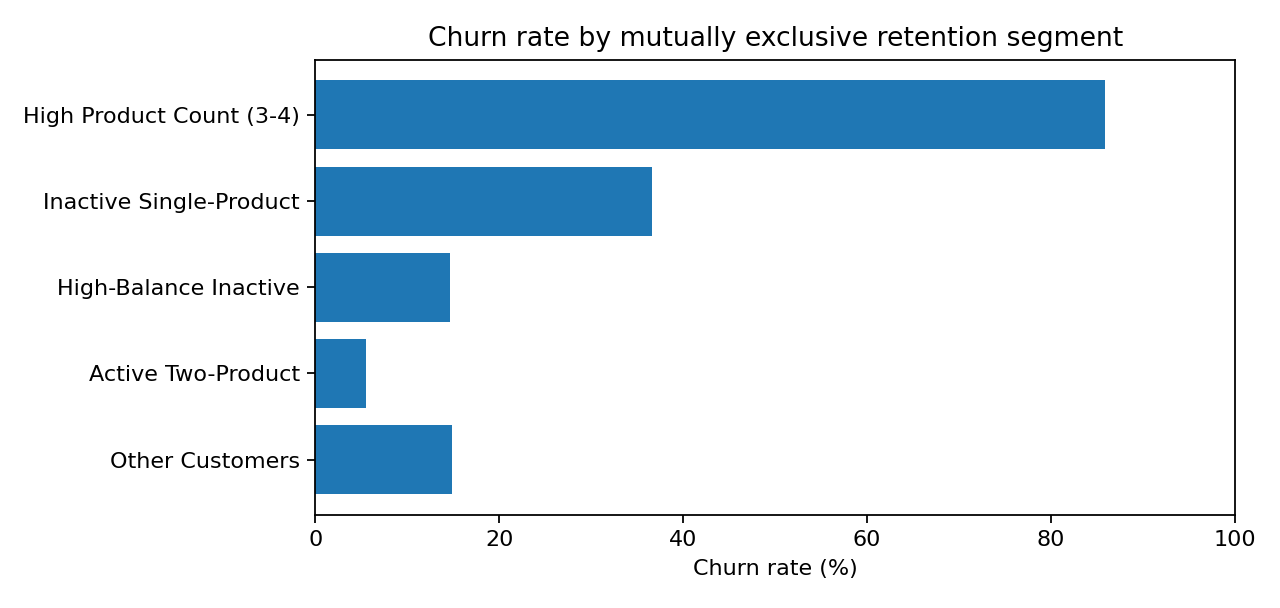 Churn rate by mutually exclusive retention segment
High Product Count (3-4)
Inactive Single-Product
High-Balance Inactive
Active Two-Product
Other Customers
0 20 40 60 80 100
Churn rate (%)